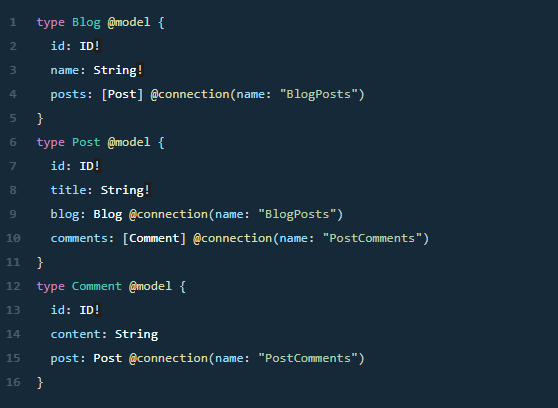 1 type Blog @model {
2 id: ID!
3 name: String!
4 posts: [Post] @connection(name: "BlogPosts")
5 }
6 type Post @model {
7 id: ID!
8 title: String!
9 blog: Blog @connection(name: "BlogPosts")
10 comments: [Comment] @connection(name: "PostComments")
11 }
12 type Comment @model {
13 id: ID!
14 content: String
15 post: Post @connection(name: "PostComments")
16 }